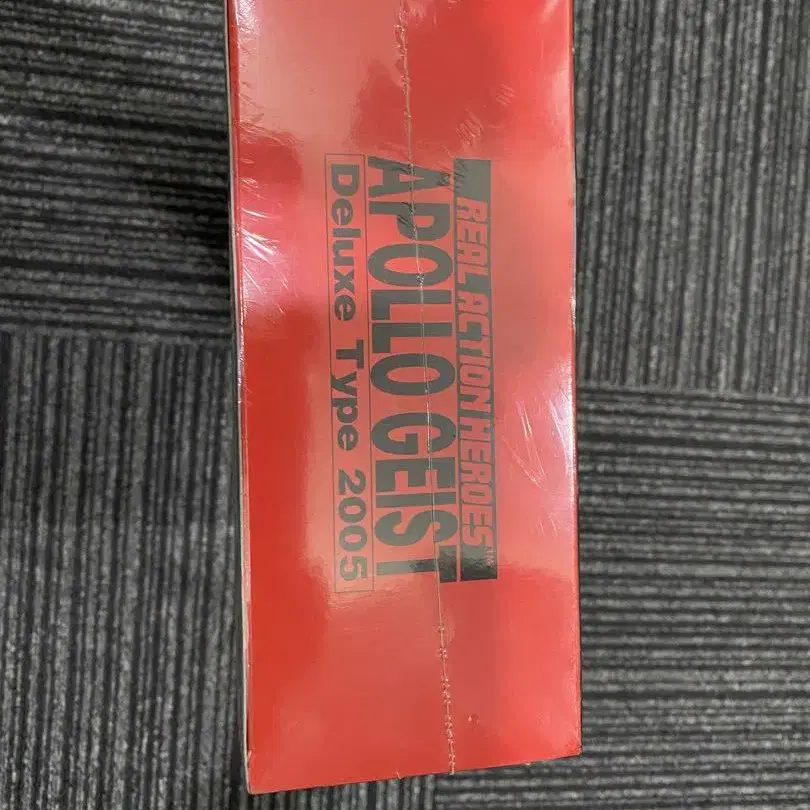 REAL ACTION HEROES
APOLLO GEIST
Deluxe Type 2005